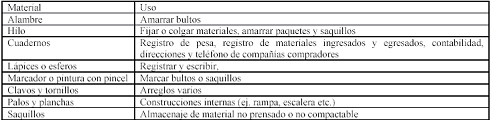 Material Uso
Alambre Amarrar bultos
Hilo Fijar o colgar materiales, amarrar paquetes y saquillos
Cuadernos Registro de pesa, registro de materiales ingresados y egresados, contabilidad,
direcciones y teléfono de compañías compradores
Lápices o esferos Registrar y escribir,
Marcador o pintura con pincel Marcar bultos o saquillos
Clavos y tornillos Arreglos varios
Palos y planchas Construcciones internas (ej. rampa, escalera etc.)
Saquillos Almacenaje de material no prensado o no compactable